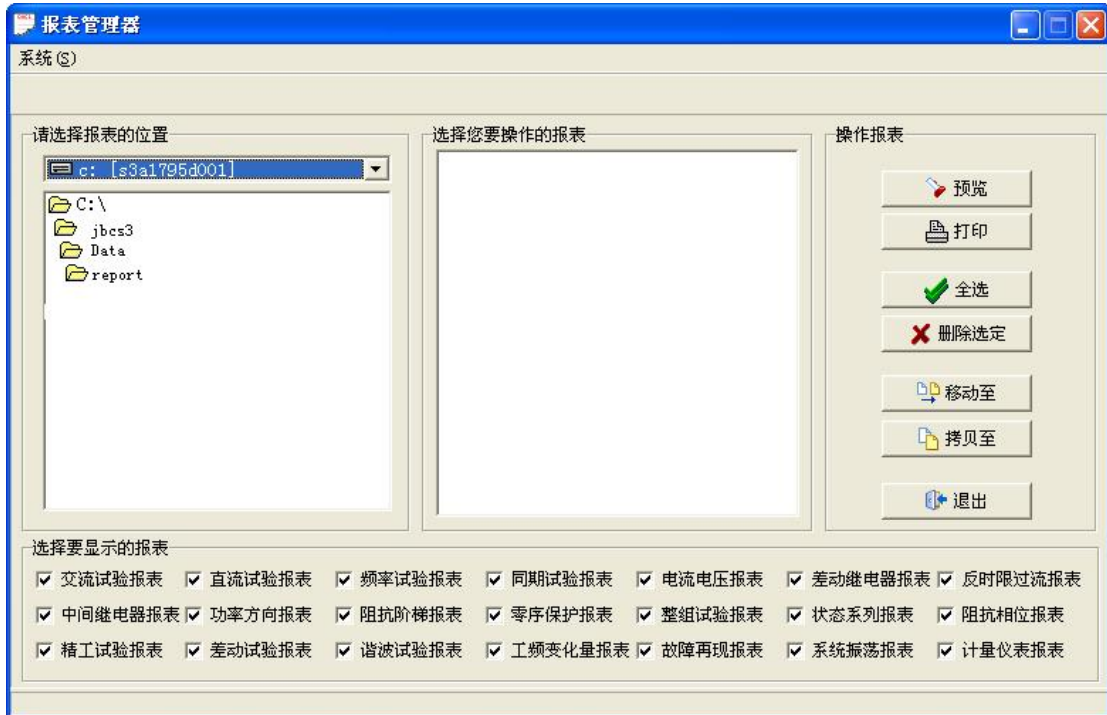 报表管理器
系统(S)
请选择报表的位置
c: [s3a1795d001]
C:\
jbcs3
Data
report
选择您要操作的报表
操作报表
预览
打印
全选
删除选定
移动至
拷贝至
退出
选择要显示的报表
交流试验报表 直流试验报表 频率试验报表 同期试验报表 电流电压报表 差动继电器报表 反时限过流报表
中间继电器报表 功率方向报表 阻抗阶梯报表 零序保护报表 整组试验报表 状态系列报表 阻抗相位报表
精工试验报表 差动试验报表 谐波试验报表 工频变化量报表 故障再现报表 系统振荡报表 计量仪表报表